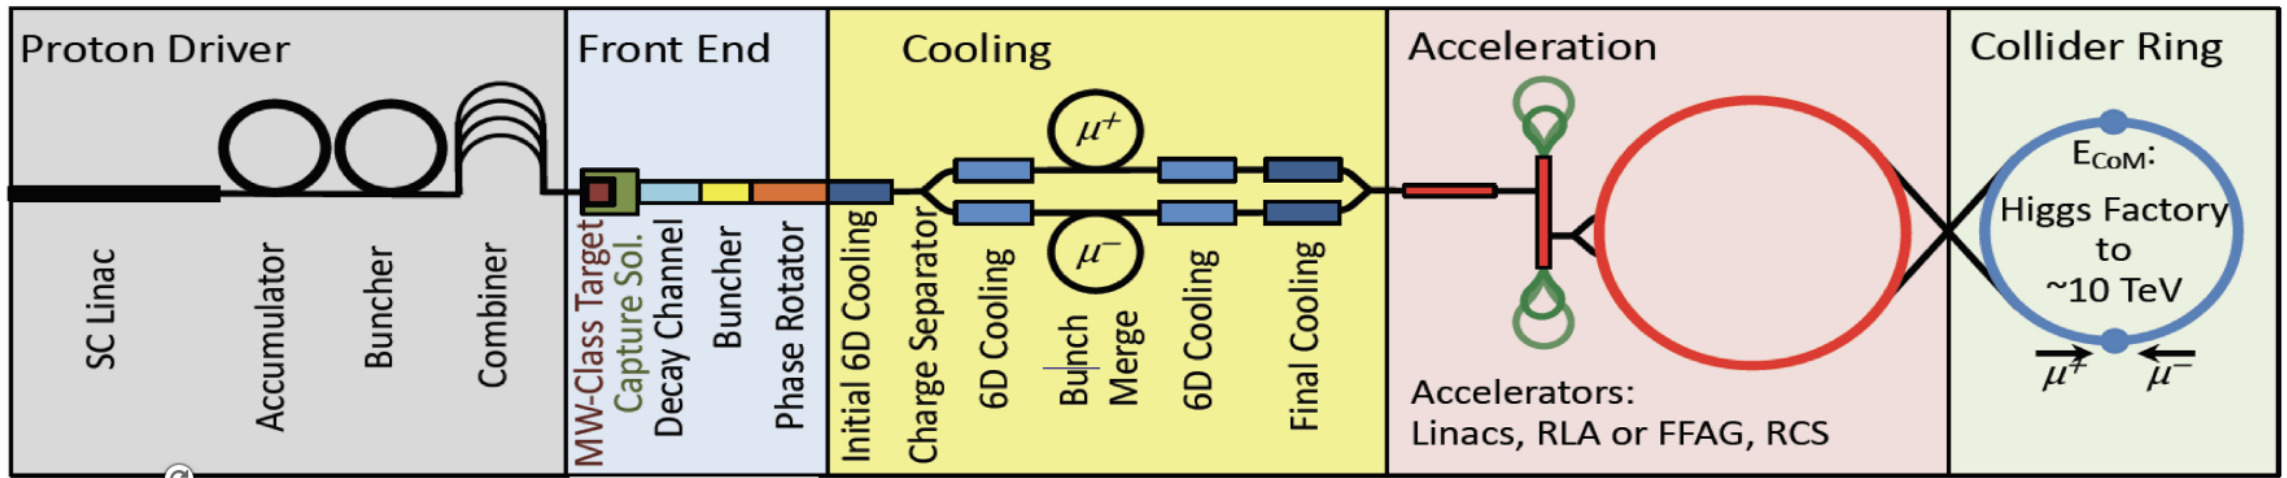 Proton Driver
SC Linac
Accumulator
Buncher
Combiner
Front End
MW-Class Target
Capture Sol.
Decay Channel
Buncher
Phase Rotator
Cooling
μ+
μ−
Initial 6D Cooling
Charge Separator
6D Cooling
Bunch
Merge
6D Cooling
Final Cooling
Acceleration
Accelerators:
Linacs, RLA or FFAG, RCS
Collider Ring
ECoM:
Higgs Factory
to
~10 TeV
μ+ μ−